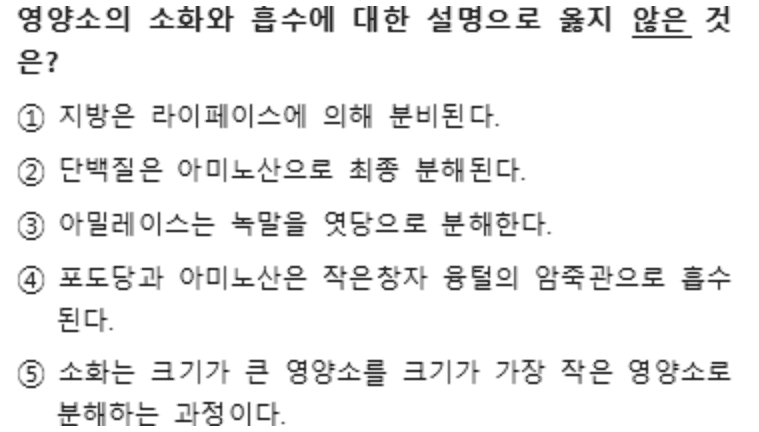 영양소의 소화와 흡수에 대한 설명으로 옳지 않은 것
은?
① 지방은 라이페이스에 의해 분비된다.
② 단백질은 아미노산으로 최종 분해된다.
③ 아밀레이스는 녹말을 엿당으로 분해한다.
④ 포도당과 아미노산은 작은창자 융털의 암죽관으로 흡수
된다.
⑤ 소화는 크기가 큰 영양소를 크기가 가장 작은 영양소로
분해하는 과정이다.